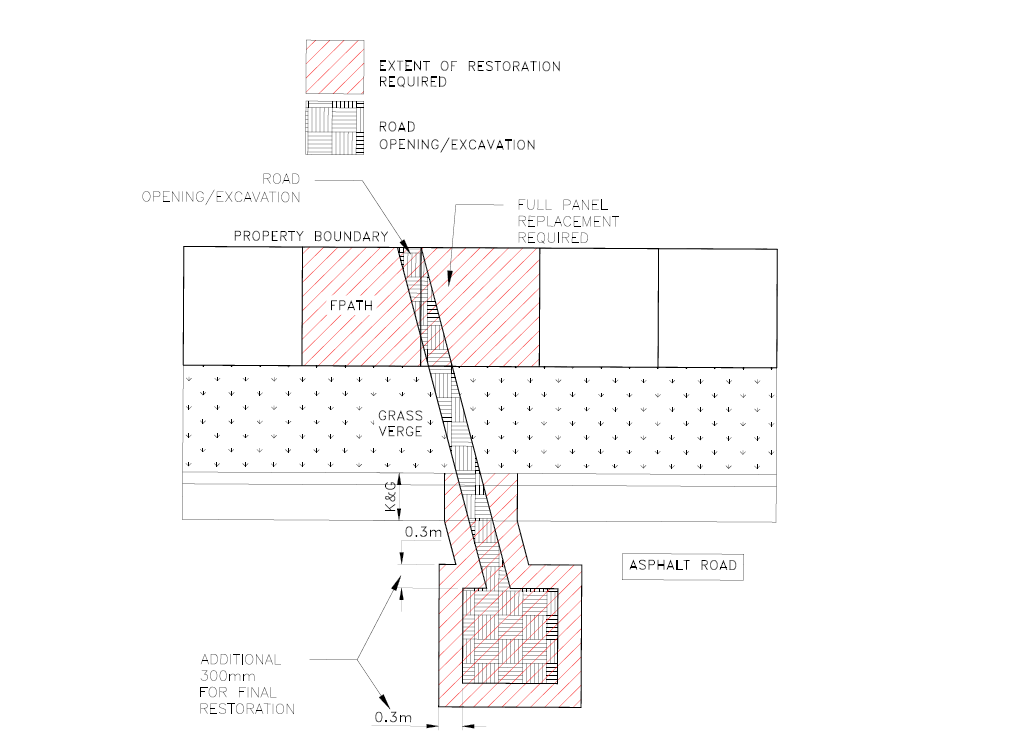 EXTENT OF RESTORATION
REQUIRED
ROAD
OPENING/EXCAVATION
ROAD
OPENING/EXCAVATION
FULL PANEL
REPLACEMENT
REQUIRED
PROPERTY BOUNDARY
FPATH
GRASS
VERGE
K&G
0.3m
ASPHALT ROAD
ADDITIONAL
300mm
FOR FINAL
RESTORATION
0.3m